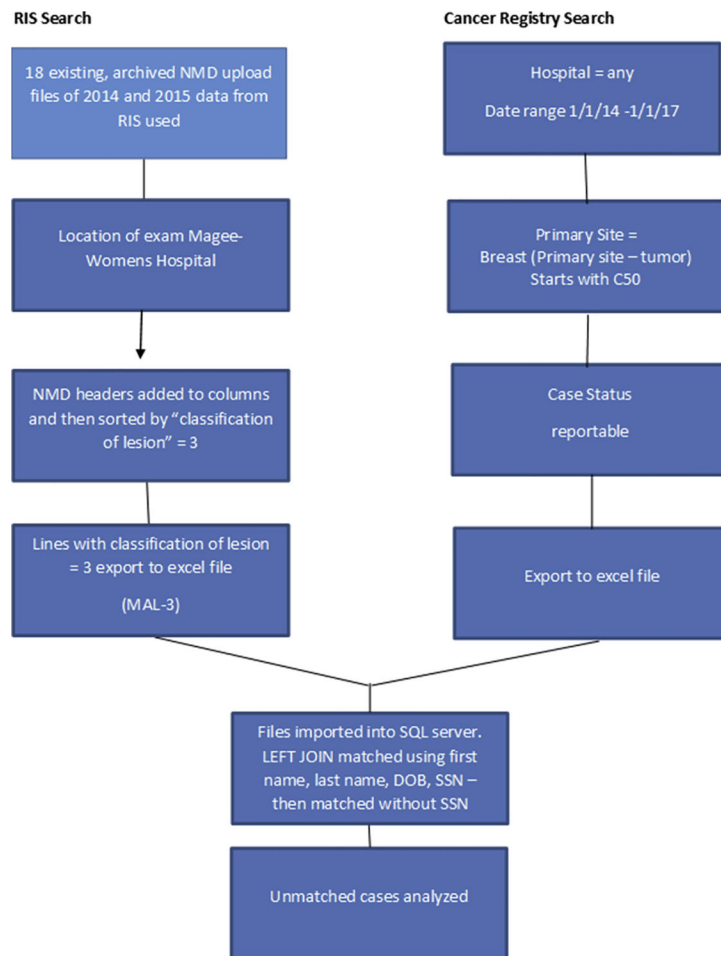 RIS Search
18 existing, archived NMD upload
files of 2014 and 2015 data from
RIS used
Location of exam Magee-
Womens Hospital
NMD headers added to columns
and then sorted by “classification
of lesion” = 3
Lines with classification of lesion
= 3 export to excel file
(MAL-3)
Cancer Registry Search
Hospital = any
Date range 1/1/14 -1/1/17
Primary Site =
Breast (Primary site – tumor)
Starts with C50
Case Status
reportable
Export to excel file
Files imported into SQL server.
LEFT JOIN matched using first
name, last name, DOB, SSN –
then matched without SSN
Unmatched cases analyzed